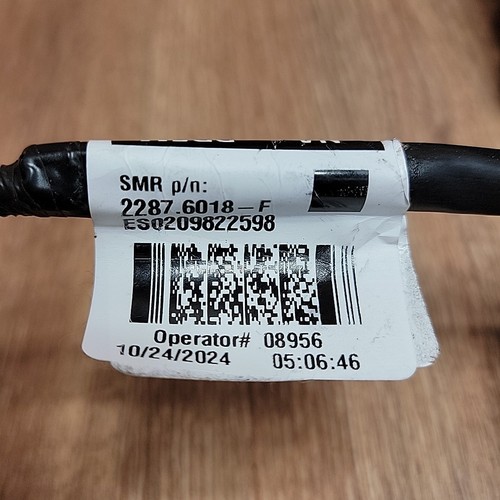 SMR p/n:
2287.6018-F
ES0209822598
Operator# 08956
10/24/2024 05:06:46